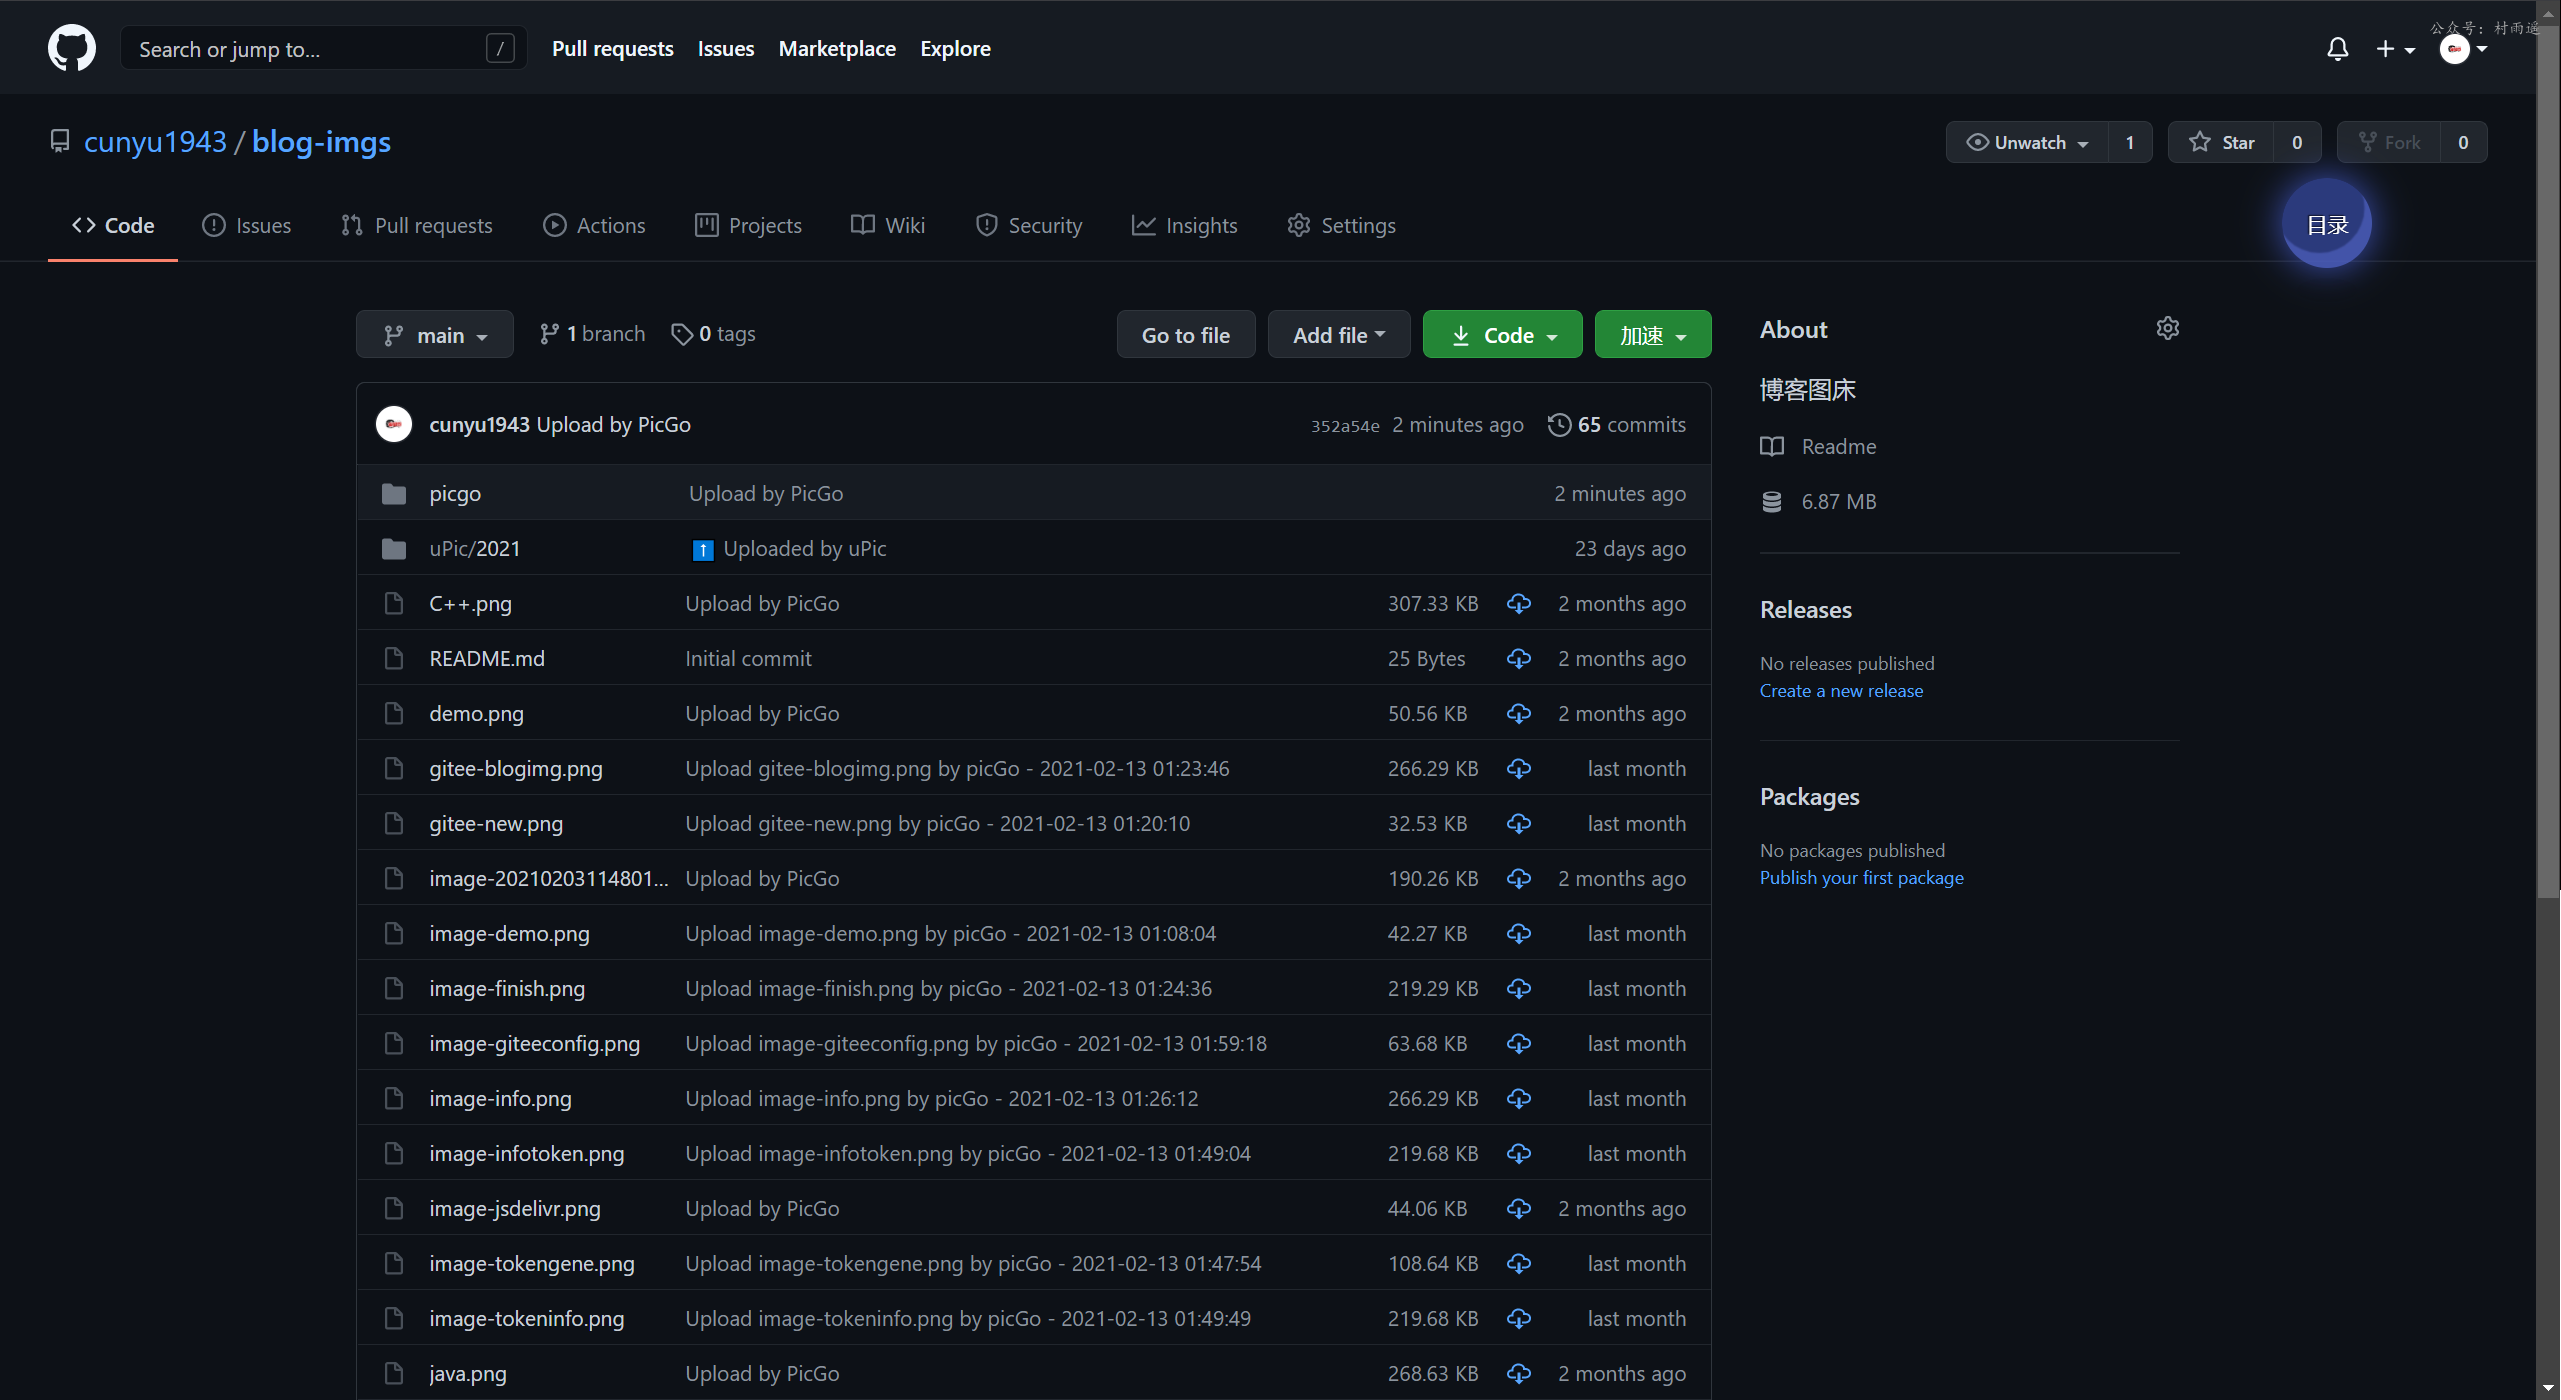 公众号：村雨遥
Search or jump to... /
Pull requests Issues Marketplace Explore
cunyu1943 / blog-imgs
Unwatch 1 Star 0 Fork 0
Code Issues Pull requests Actions Projects Wiki Security Insights Settings
目录
main 1 branch 0 tags
Go to file Add file Code 加速
cunyu1943 Upload by PicGo 352a54e 2 minutes ago 65 commits
picgo Upload by PicGo 2 minutes ago
uPic/2021 ↑ Uploaded by uPic 23 days ago
C++.png Upload by PicGo 307.33 KB 2 months ago
README.md Initial commit 25 Bytes 2 months ago
demo.png Upload by PicGo 50.56 KB 2 months ago
gitee-blogimg.png Upload gitee-blogimg.png by picGo - 2021-02-13 01:23:46 266.29 KB last month
gitee-new.png Upload gitee-new.png by picGo - 2021-02-13 01:20:10 32.53 KB last month
image-20210203114801... Upload by PicGo 190.26 KB 2 months ago
image-demo.png Upload image-demo.png by picGo - 2021-02-13 01:08:04 42.27 KB last month
image-finish.png Upload image-finish.png by picGo - 2021-02-13 01:24:36 219.29 KB last month
image-giteeconfig.png Upload image-giteeconfig.png by picGo - 2021-02-13 01:59:18 63.68 KB last month
image-info.png Upload image-info.png by picGo - 2021-02-13 01:26:12 266.29 KB last month
image-infotoken.png Upload image-infotoken.png by picGo - 2021-02-13 01:49:04 219.68 KB last month
image-jsdelivr.png Upload by PicGo 44.06 KB 2 months ago
image-tokengene.png Upload image-tokengene.png by picGo - 2021-02-13 01:47:54 108.64 KB last month
image-tokeninfo.png Upload image-tokeninfo.png by picGo - 2021-02-13 01:49:49 219.68 KB last month
java.png Upload by PicGo 268.63 KB 2 months ago
About
博客图床
Readme
6.87 MB
Releases
No releases published
Create a new release
Packages
No packages published
Publish your first package